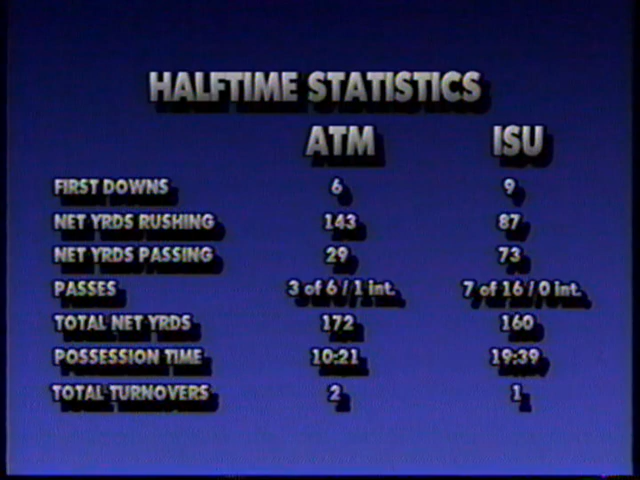 HALFTIME STATISTICS
ATM ISU
FIRST DOWNS 6 9
NET YRDS RUSHING 143 87
NET YRDS PASSING 29 73
PASSES 3 of 6 / 1 int. 7 of 16 / 0 int.
TOTAL NET YRDS 172 160
POSSESSION TIME 10:21 19:39
TOTAL TURNOVERS 2 1